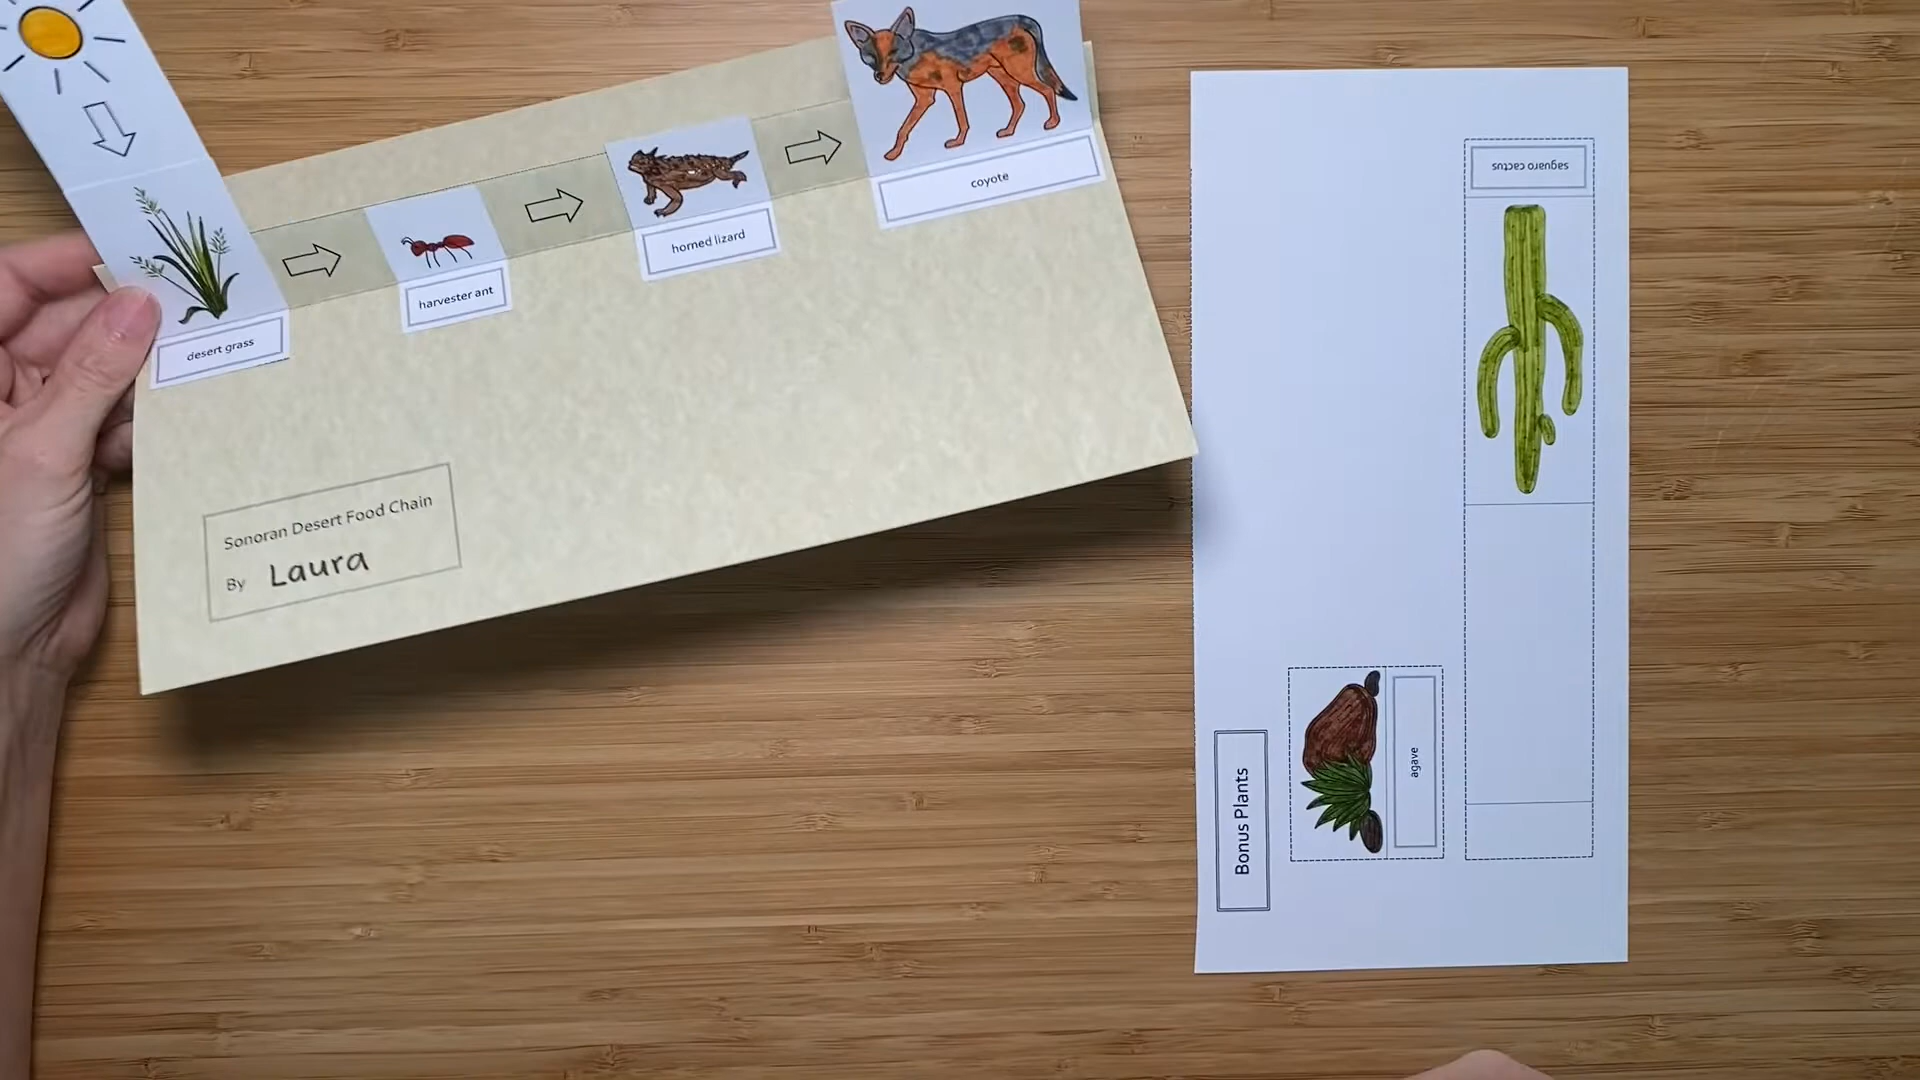 desert grass
harvester ant
horned lizard
coyote
Sonoran Desert Food Chain
By Laura
saguaro cactus
agave
Bonus Plants